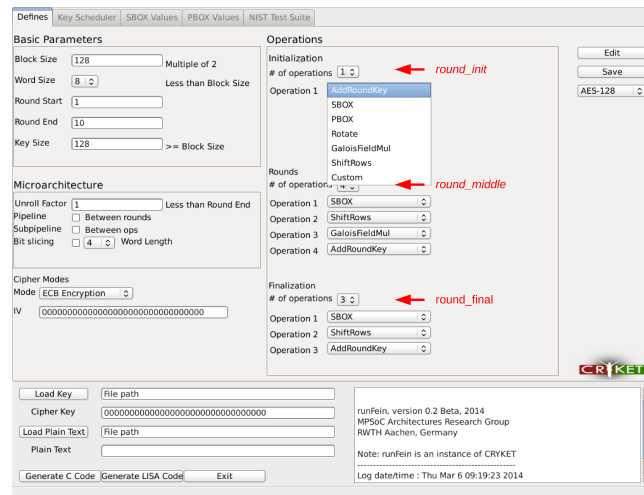 Defines Key Scheduler SBOX Values PBOX Values NIST Test Suite
Basic Parameters
Block Size 128 Multiple of 2
Word Size 8 Less than Block Size
Round Start 1
Round End 10
Key Size 128 >= Block Size
Microarchitecture
Unroll Factor 1 Less than Round End
Pipeline Between rounds
Subpipeline Between ops
Bit slicing 4 Word Length
Cipher Modes
Mode ECB Encryption
IV 00000000000000000000000000000000
Operations
Initialization
# of operations 1 round_init
Operation 1 AddRoundKey
SBOX
PBOX
Rotate
GaloisFieldMul
ShiftRows
Custom
Rounds
# of operations 4 round_middle
Operation 1 SBOX
Operation 2 ShiftRows
Operation 3 GaloisFieldMul
Operation 4 AddRoundKey
Finalization
# of operations 3 round_final
Operation 1 SBOX
Operation 2 ShiftRows
Operation 3 AddRoundKey
Edit
Save
AES-128
CRYKET
Load Key File path
Cipher Key 00000000000000000000000000000000
Load Plain Text File path
Plain Text
Generate C Code Generate LISA Code Exit
runFein, version 0.2 Beta, 2014
MPSoC Architectures Research Group
RWTH Aachen, Germany
Note: runFein is an instance of CRYKET
------------------------------------------------
Log date/time : Thu Mar 6 09:19:23 2014